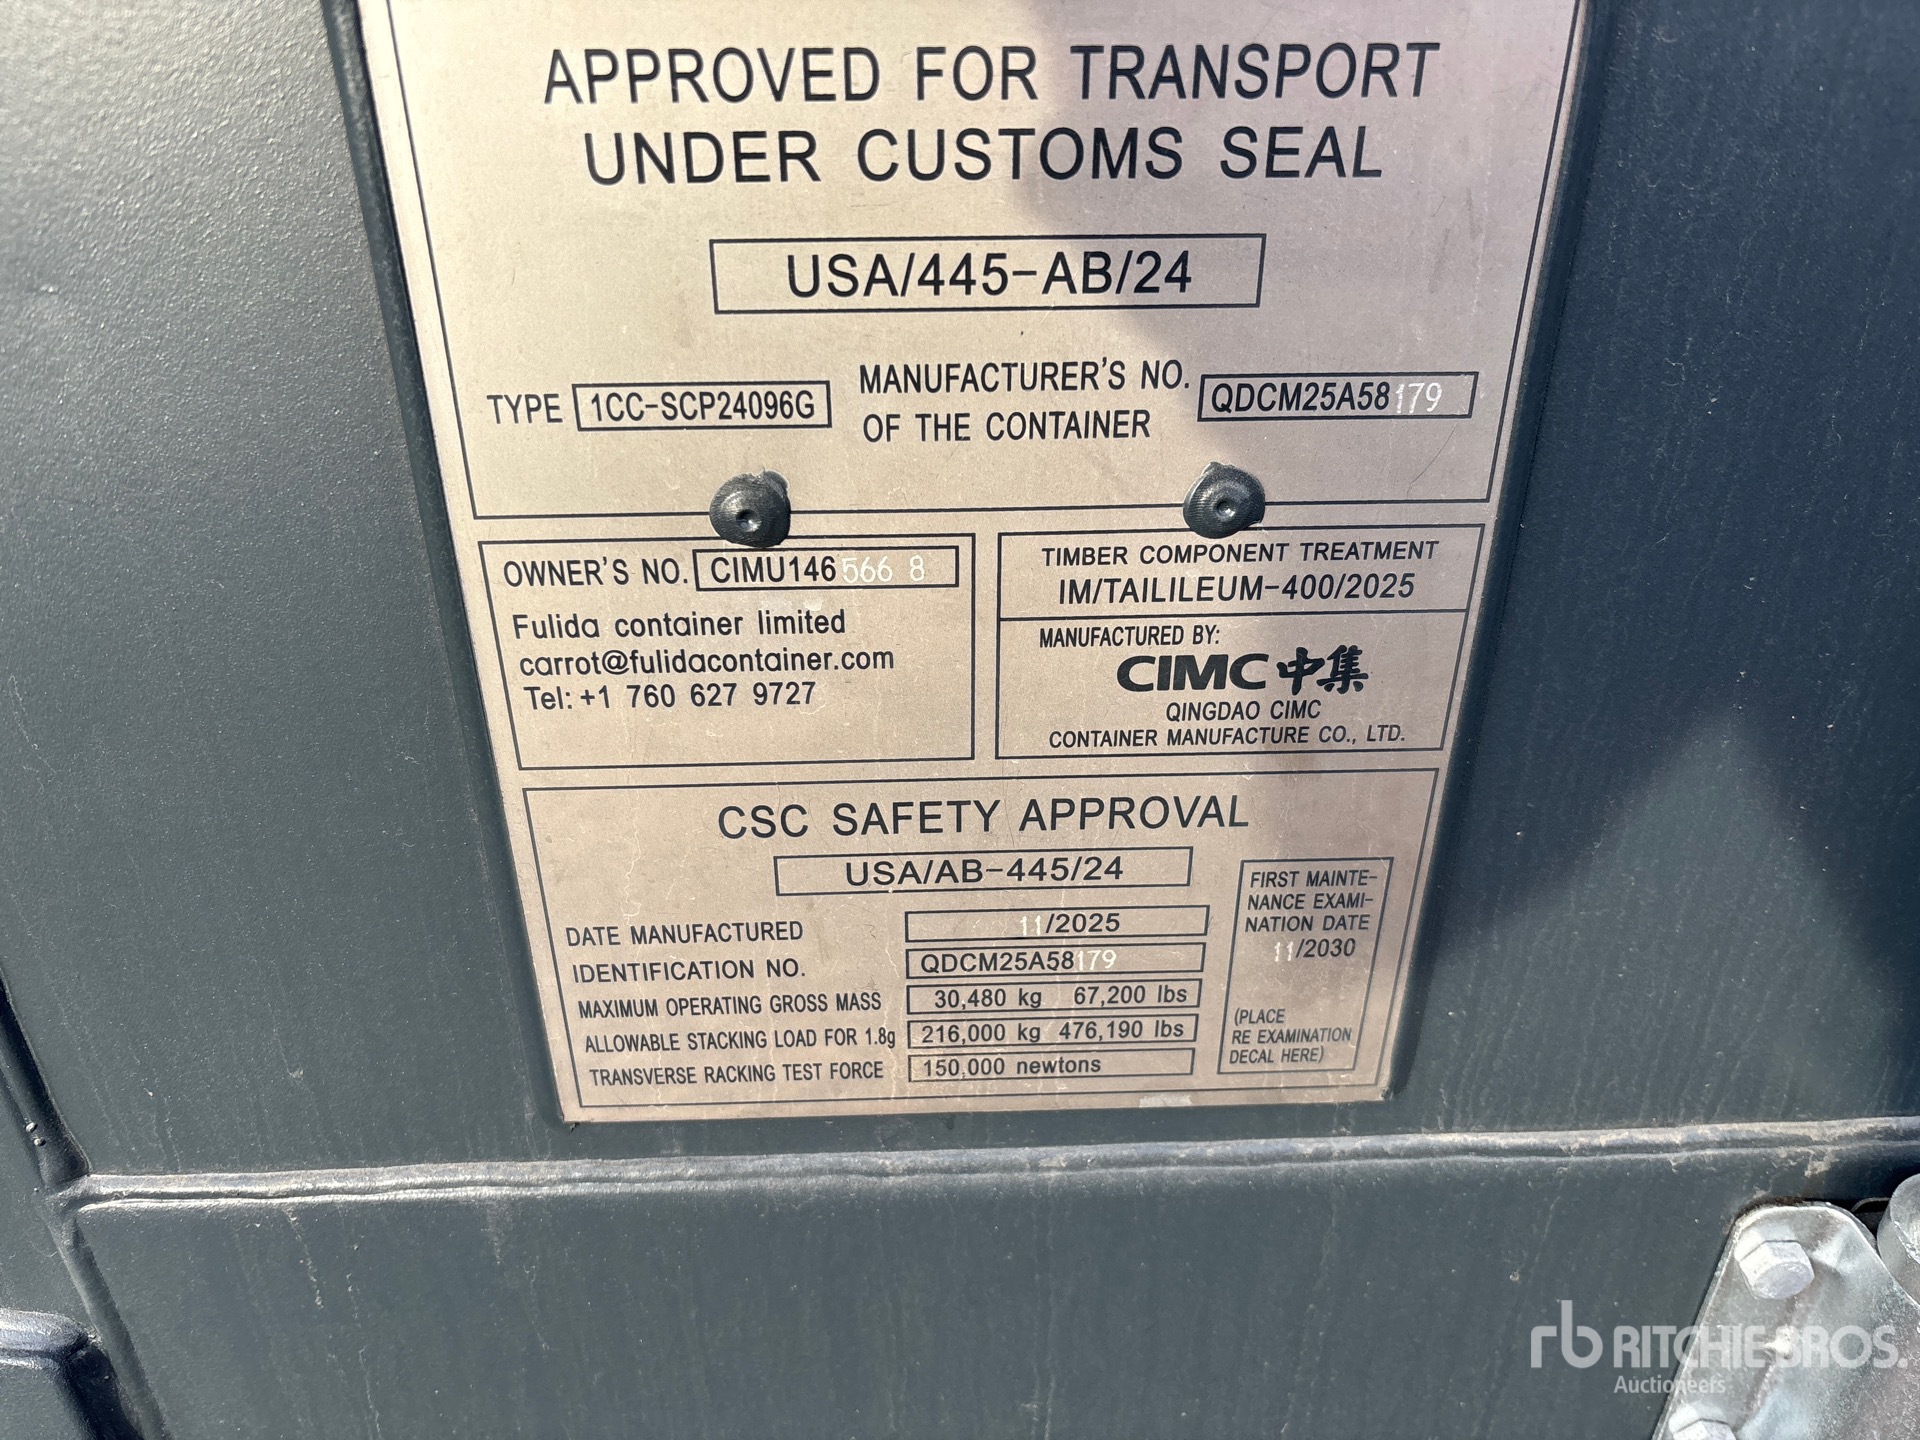 APPROVED FOR TRANSPORT
UNDER CUSTOMS SEAL
USA/445-AB/24
TYPE 1CC-SCP24096G
MANUFACTURER'S NO.
OF THE CONTAINER
QDCM25A58179
OWNER'S NO. CIMU146566 8
Fulida container limited
carrot@fulidacontainer.com
Tel: +1 760 627 9727
TIMBER COMPONENT TREATMENT
IM/TAILILEUM-400/2025
MANUFACTURED BY:
CIMC中集
QINGDAO CIMC
CONTAINER MANUFACTURE CO., LTD.
CSC SAFETY APPROVAL
USA/AB-445/24
DATE MANUFACTURED 11/2025
IDENTIFICATION NO. QDCM25A58179
MAXIMUM OPERATING GROSS MASS 30,480 kg 67,200 lbs
ALLOWABLE STACKING LOAD FOR 1.8g 216,000 kg 476,190 lbs
TRANSVERSE RACKING TEST FORCE 150,000 newtons
FIRST MAINTE-
NANCE EXAMI-
NATION DATE
11/2030
(PLACE
RE EXAMINATION
DECAL HERE)
rb RITCHIE BROS.
Auctioneers